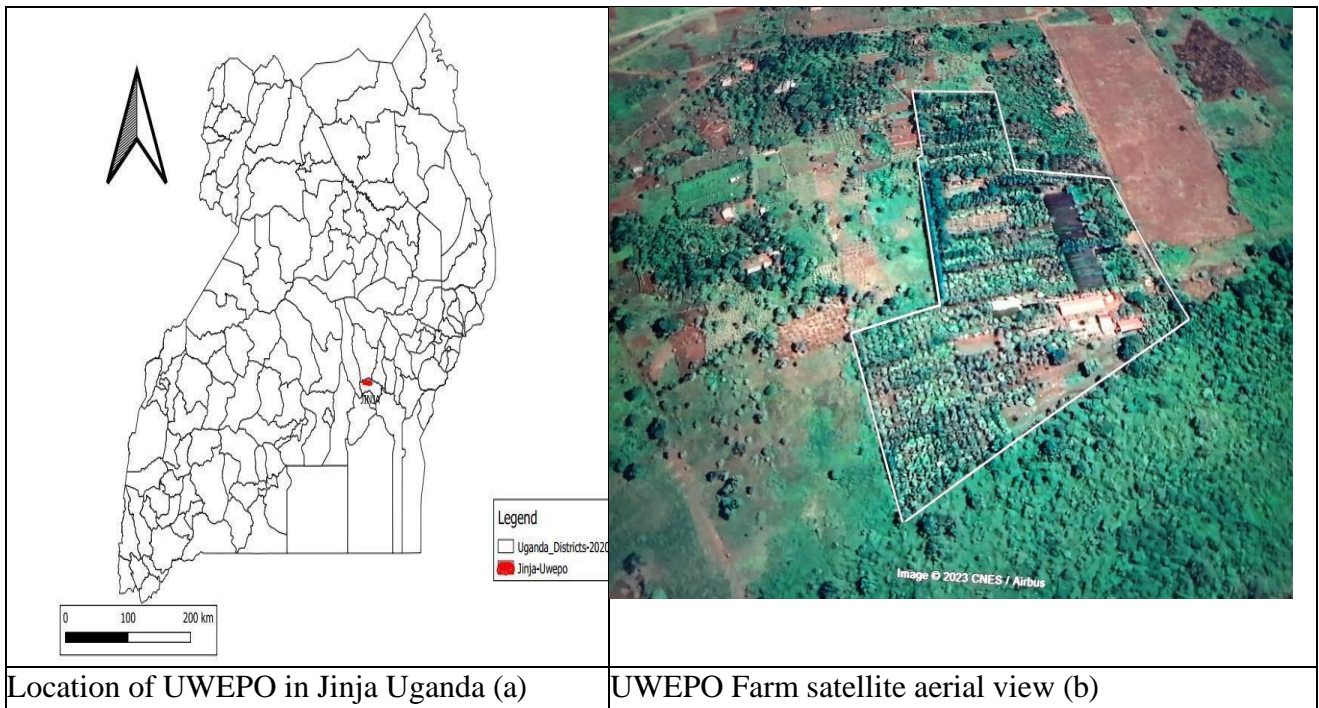 JINJA
Legend
Uganda_Districts-2020
Jinja-Uwepo
0 100 200 km
Image © 2023 CNES / Airbus
Location of UWEPO in Jinja Uganda (a)
UWEPO Farm satellite aerial view (b)